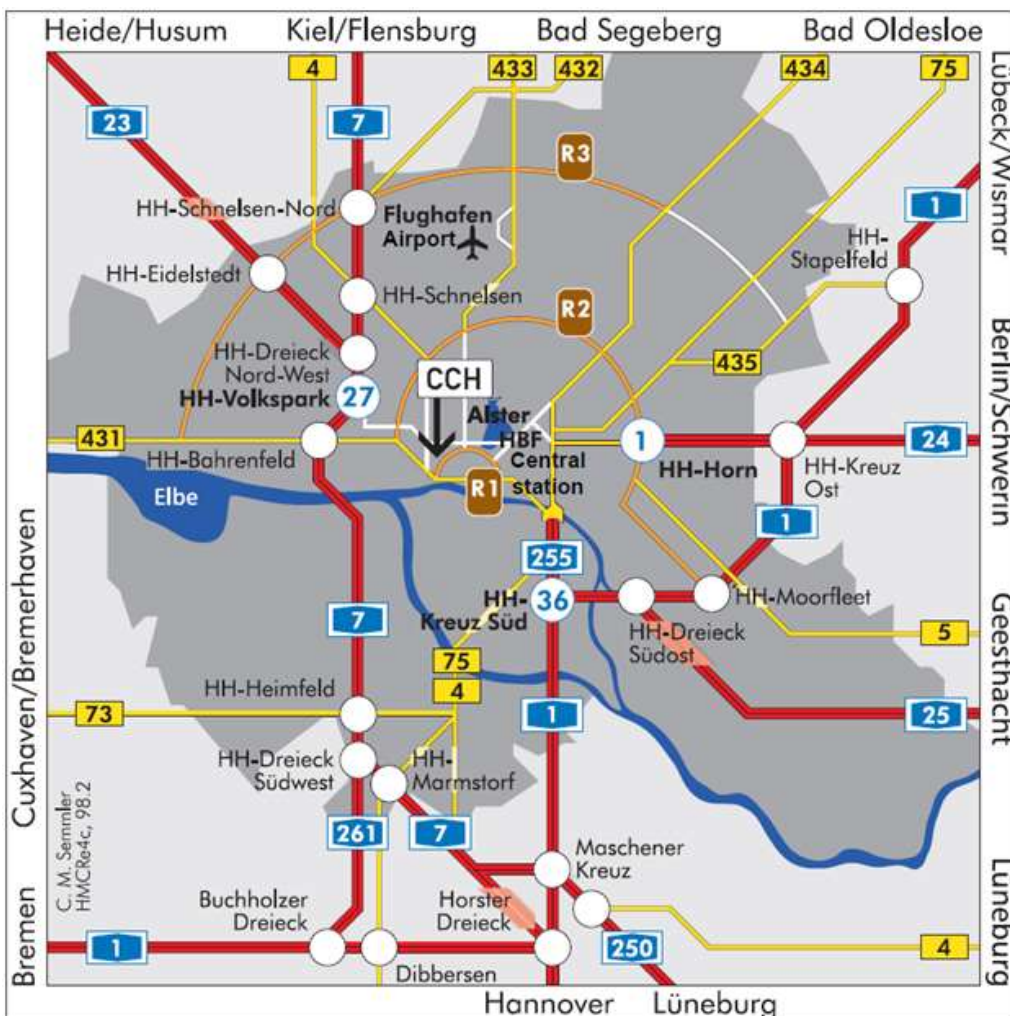 Heide/Husum
Kiel/Flensburg
Bad Segeberg
Bad Oldesloe
4
433
432
434
75
23
7
R3
1
Lübeck/Wismar
HH-Schnelsen-Nord
Flughafen
Airport
HH-
Stapelfeld
HH-Eidelstedt
HH-Schnelsen
R2
HH-Dreieck
Nord-West
CCH
435
HH-Volkspark
27
Alster
Berlin/Schwerin
431
HH-Bahrenfeld
HBF
Central
station
1
HH-Horn
24
HH-Kreuz
Ost
Elbe
R1
1
255
HH-
Kreuz Süd
36
HH-Moorfleet
HH-Dreieck
Südost
5
7
75
4
Cuxhaven/Bremerhaven
Geesthacht
HH-Heimfeld
73
1
25
HH-Dreieck
Südwest
HH-
Marmstorf
261
7
C. M. Semmler
HMCRe4c, 98.2
Maschener
Kreuz
Buchholzer
Dreieck
Horster
Dreieck
Bremen
1
Dibbersen
250
4
Lüneburg
Hannover
Lüneburg